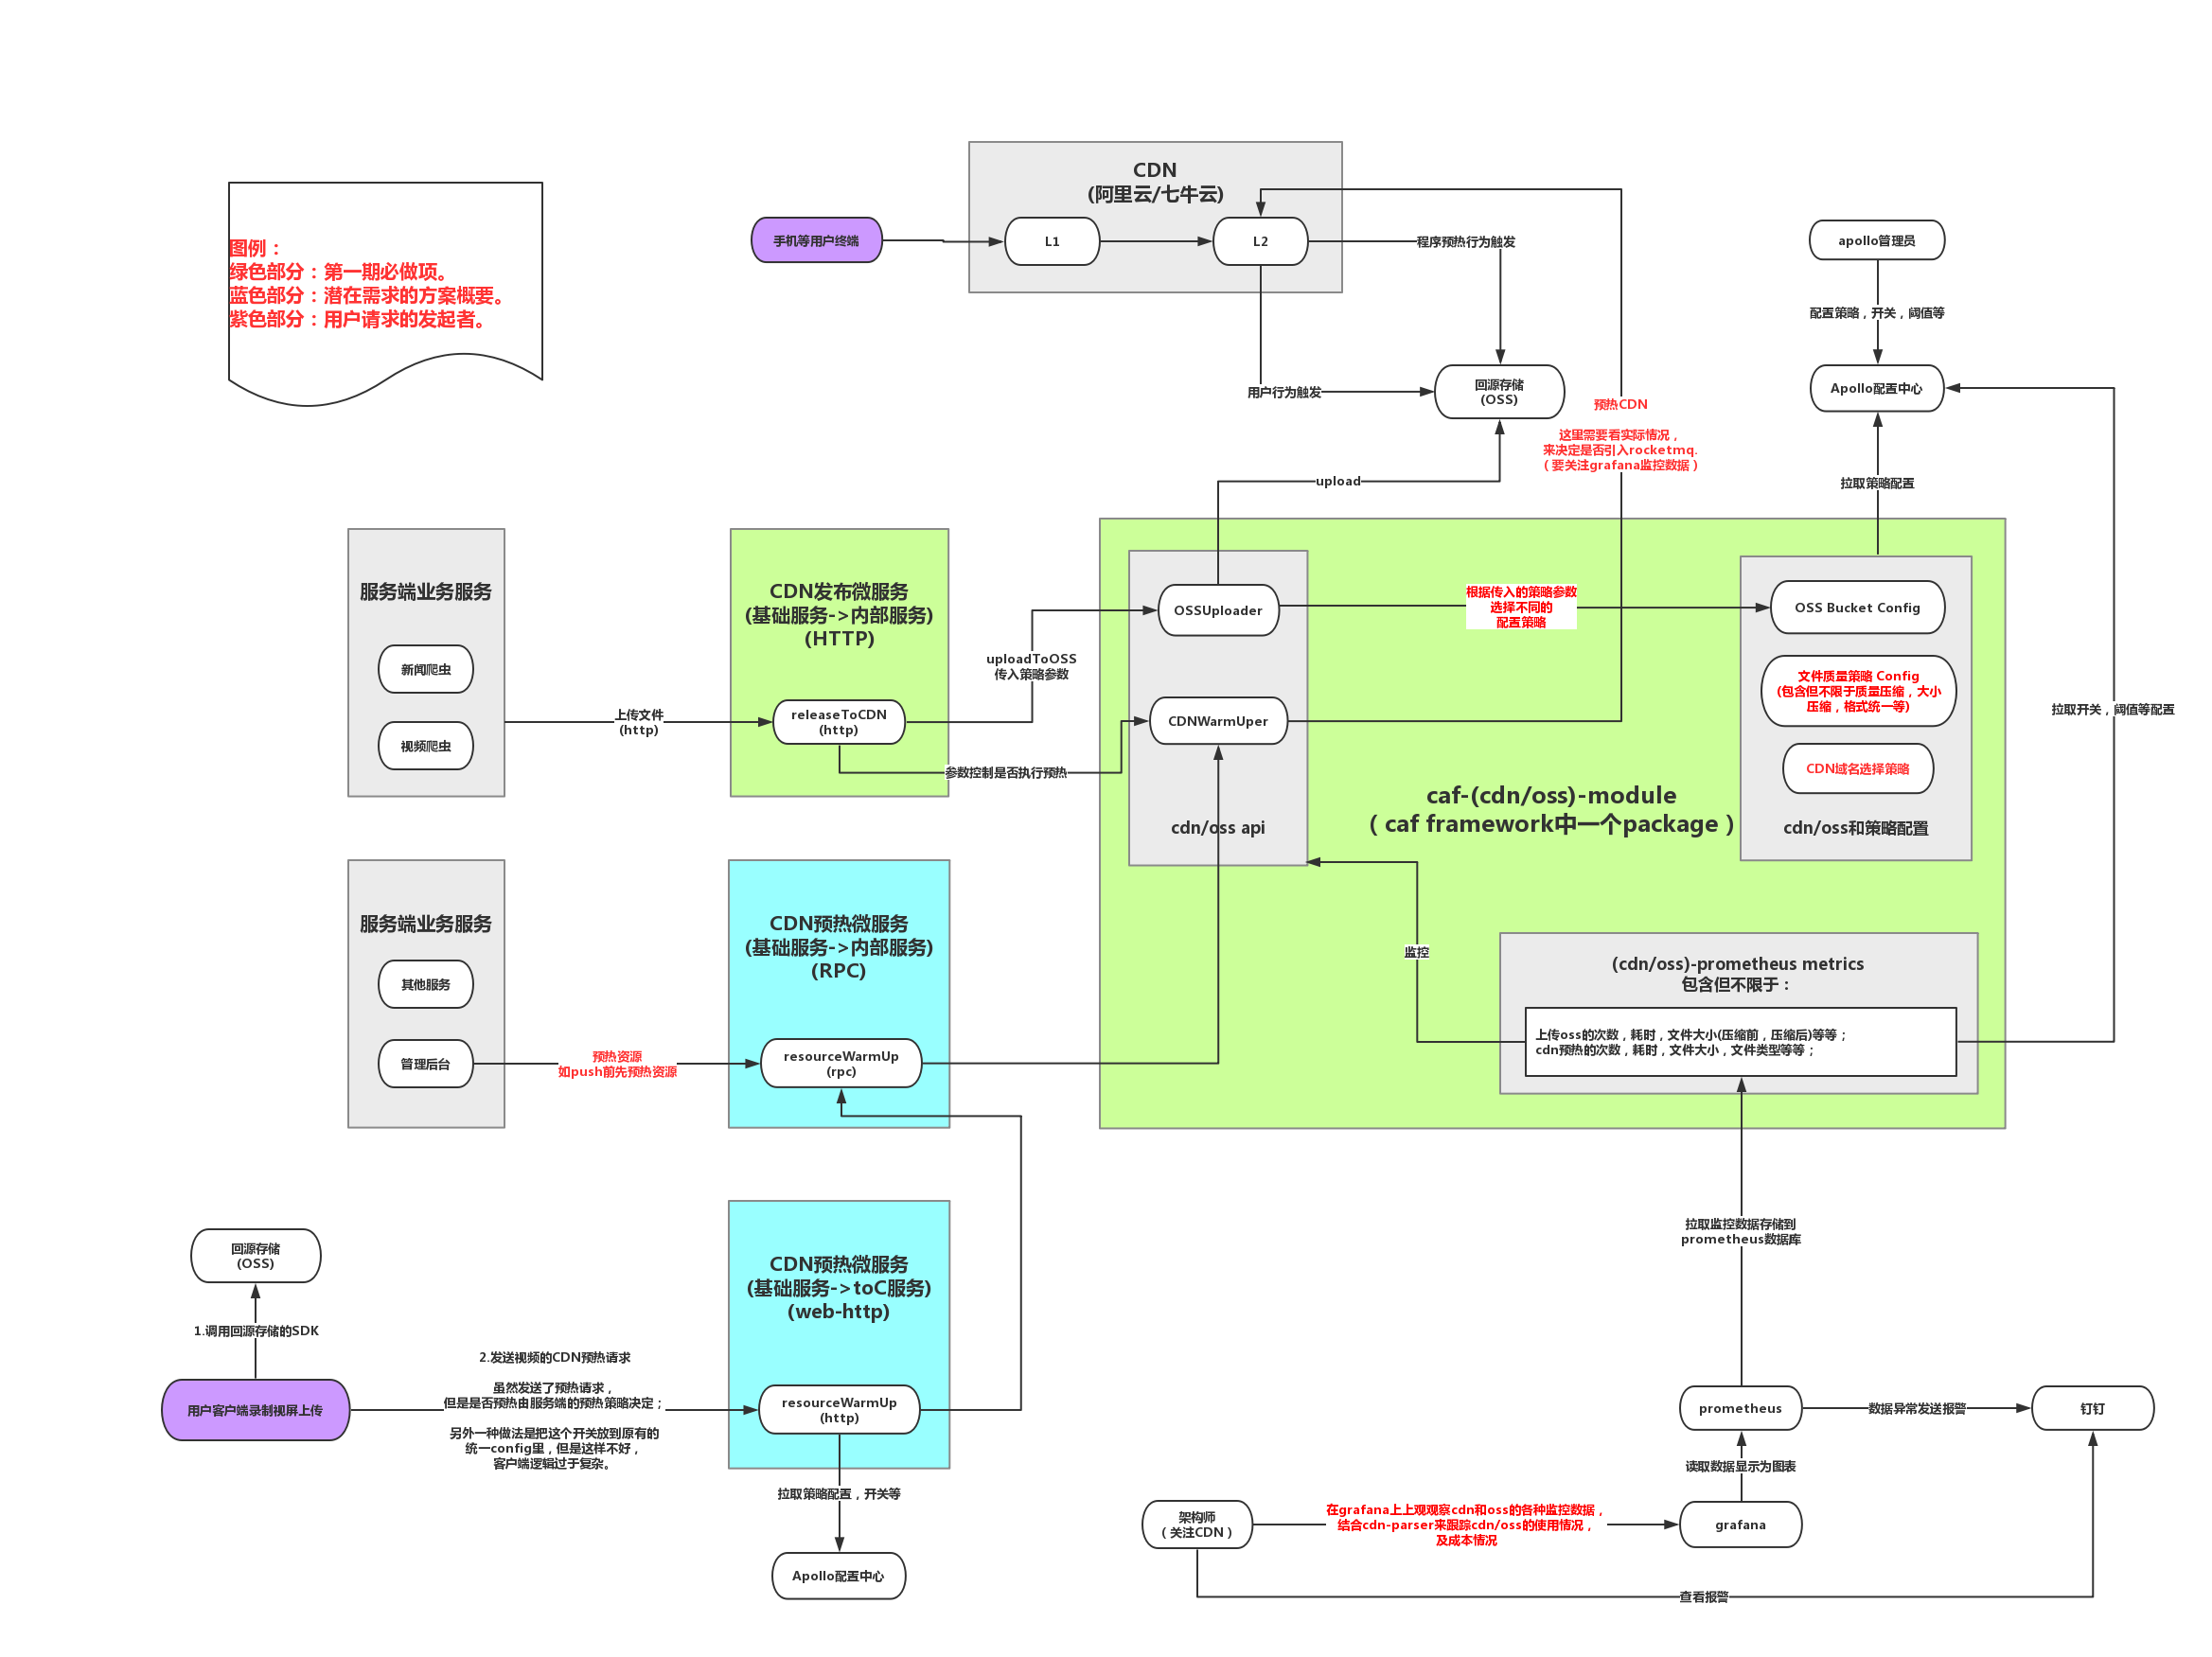 CDN
(阿里云/七牛云)
手机等用户终端
L1
L2
程序预热行为触发
用户行为触发
回源存储
(OSS)
apollo管理员
配置策略，开关，阈值等
Apollo配置中心
拉取策略配置
图例：
绿色部分：第一期必做项。
蓝色部分：潜在需求的方案概要。
紫色部分：用户请求的发起者。
预热CDN
这里需要看实际情况，
来决定是否引入rocketmq.
（要关注grafana监控数据）
upload
服务端业务服务
新闻爬虫
视频爬虫
上传文件
(http)
CDN发布微服务
(基础服务->内部服务)
(HTTP)
releaseToCDN
(http)
uploadToOSS
传入策略参数
参数控制是否执行预热
OSSUploader
CDNWarmUper
cdn/oss api
根据传入的策略参数
选择不同的
配置策略
caf-(cdn/oss)-module
（caf framework中一个package）
OSS Bucket Config
文件质量策略 Config
(包含但不限于质量压缩，大小
压缩，格式统一等)
CDN域名选择策略
cdn/oss和策略配置
拉取开关，阈值等配置
服务端业务服务
其他服务
管理后台
预热资源
如push前先预热资源
CDN预热微服务
(基础服务->内部服务)
(RPC)
resourceWarmUp
(rpc)
监控
(cdn/oss)-prometheus metrics
包含但不限于：
上传oss的次数，耗时，文件大小(压缩前，压缩后)等等；
cdn预热的次数，耗时，文件大小，文件类型等等；
拉取监控数据存储到
prometheus数据库
回源存储
(OSS)
1.调用回源存储的SDK
用户客户端录制视屏上传
2.发送视频的CDN预热请求
虽然发送了预热请求，
但是是否预热由服务端的预热策略决定；
另外一种做法是把这个开关放到原有的
统一config里，但是这样不好，
客户端逻辑过于复杂。
CDN预热微服务
(基础服务->toC服务)
(web-http)
resourceWarmUp
(http)
拉取策略配置，开关等
Apollo配置中心
prometheus
数据异常发送报警
钉钉
读取数据显示为图表
架构师
（关注CDN）
在grafana上上观观察cdn和oss的各种监控数据，
结合cdn-parser来跟踪cdn/oss的使用情况，
及成本情况
grafana
查看报警